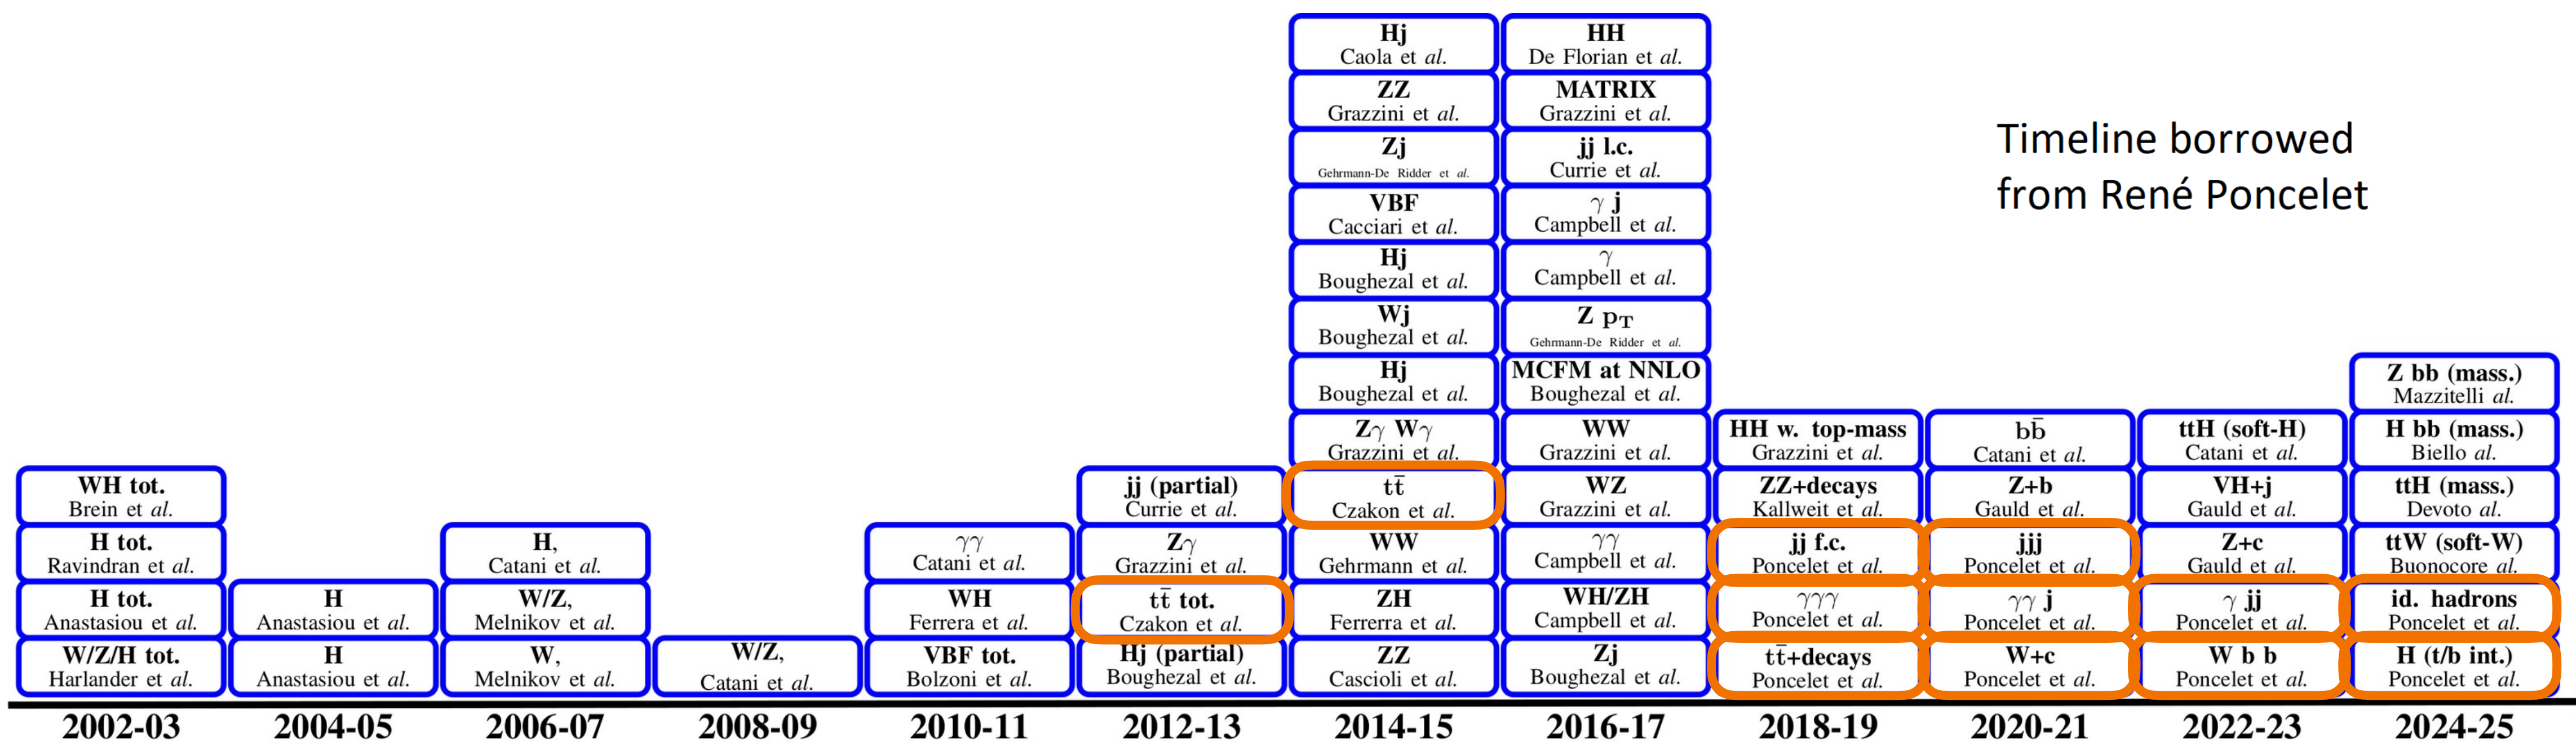 Timeline borrowed
from René Poncelet
WH tot.
Brein et al.
H tot.
Ravindran et al.
H tot.
Anastasiou et al.
W/Z/H tot.
Harlander et al.
2002-03
H
Anastasiou et al.
H
Anastasiou et al.
2004-05
H,
Catani et al.
W/Z,
Melnikov et al.
W,
Melnikov et al.
2006-07
W/Z,
Catani et al.
2008-09
γγ
Catani et al.
WH
Ferrera et al.
VBF tot.
Bolzoni et al.
2010-11
jj (partial)
Currie et al.
Zγ
Grazzini et al.
tt̄ tot.
Czakon et al.
Hj (partial)
Boughezal et al.
2012-13
Hj
Caola et al.
ZZ
Grazzini et al.
Zj
Gehrmann-De Ridder et al.
VBF
Cacciari et al.
Hj
Boughezal et al.
Wj
Boughezal et al.
Hj
Boughezal et al.
Zγ Wγ
Grazzini et al.
tt̄
Czakon et al.
WW
Gehrmann et al.
ZH
Ferrerra et al.
ZZ
Cascioli et al.
2014-15
HH
De Florian et al.
MATRIX
Grazzini et al.
jj l.c.
Currie et al.
γ j
Campbell et al.
γ
Campbell et al.
Z pT
Gehrmann-De Ridder et al.
MCFM at NNLO
Boughezal et al.
WW
Grazzini et al.
WZ
Grazzini et al.
γγ
Campbell et al.
WH/ZH
Campbell et al.
Zj
Boughezal et al.
2016-17
HH w. top-mass
Grazzini et al.
ZZ+decays
Kallweit et al.
jj f.c.
Poncelet et al.
γγγ
Poncelet et al.
tt̄+decays
Poncelet et al.
2018-19
bb̄
Catani et al.
Z+b
Gauld et al.
jjj
Poncelet et al.
γγ j
Poncelet et al.
W+c
Poncelet et al.
2020-21
ttH (soft-H)
Catani et al.
VH+j
Gauld et al.
Z+c
Gauld et al.
γ jj
Poncelet et al.
W b b
Poncelet et al.
2022-23
Z bb (mass.)
Mazzitelli al.
H bb (mass.)
Biello al.
ttH (mass.)
Devoto al.
ttW (soft-W)
Buonocore al.
id. hadrons
Poncelet et al.
H (t/b int.)
Poncelet et al.
2024-25